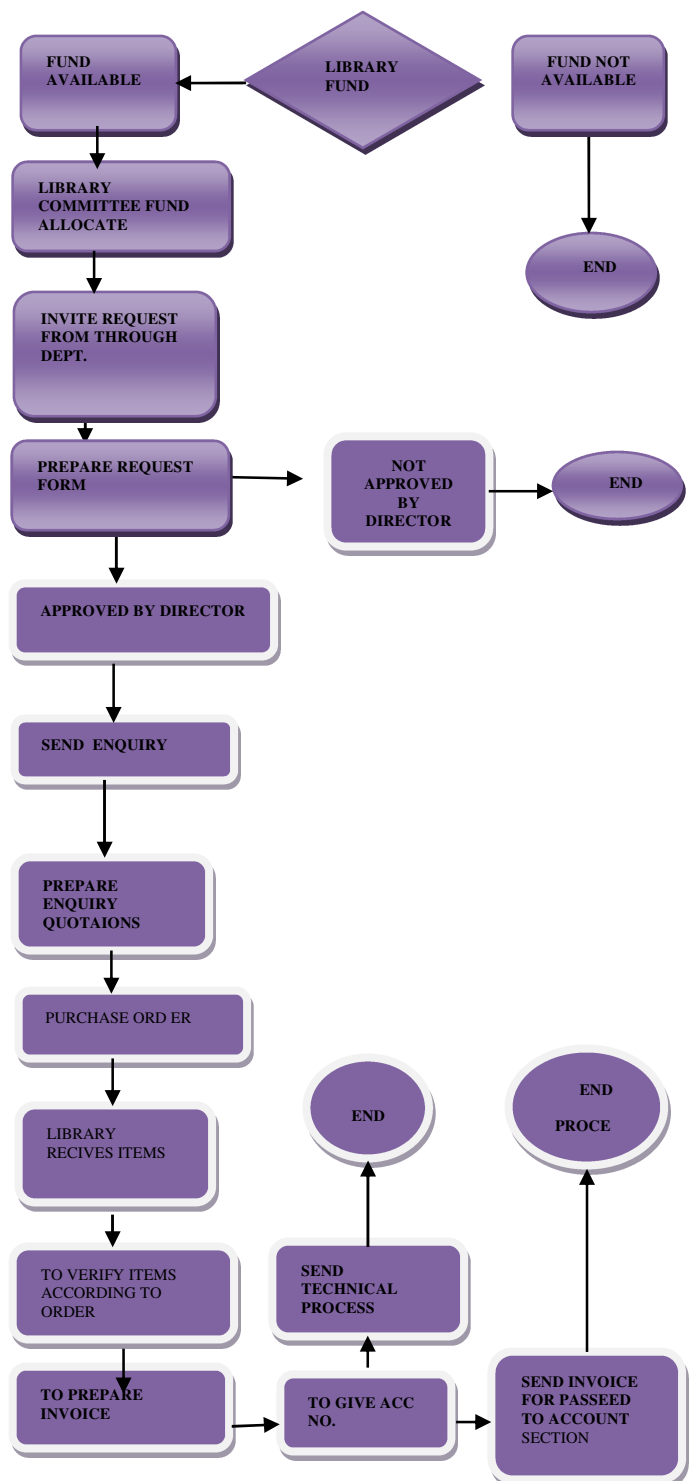 FUND
AVAILABLE
LIBRARY
FUND
FUND NOT
AVAILABLE
LIBRARY
COMMITTEE FUND
ALLOCATE
END
INVITE REQUEST
FROM THROUGH
DEPT.
PREPARE REQUEST
FORM
NOT
APPROVED
BY
DIRECTOR
END
APPROVED BY DIRECTOR
SEND ENQUIRY
PREPARE
ENQUIRY
QUOTAIONS
PURCHASE ORD ER
LIBRARY
RECIVES ITEMS
END
END
PROCE
TO VERIFY ITEMS
ACCORDING TO
ORDER
SEND
TECHNICAL
PROCESS
TO PREPARE
INVOICE
TO GIVE ACC
NO.
SEND INVOICE
FOR PASSEED
TO ACCOUNT
SECTION